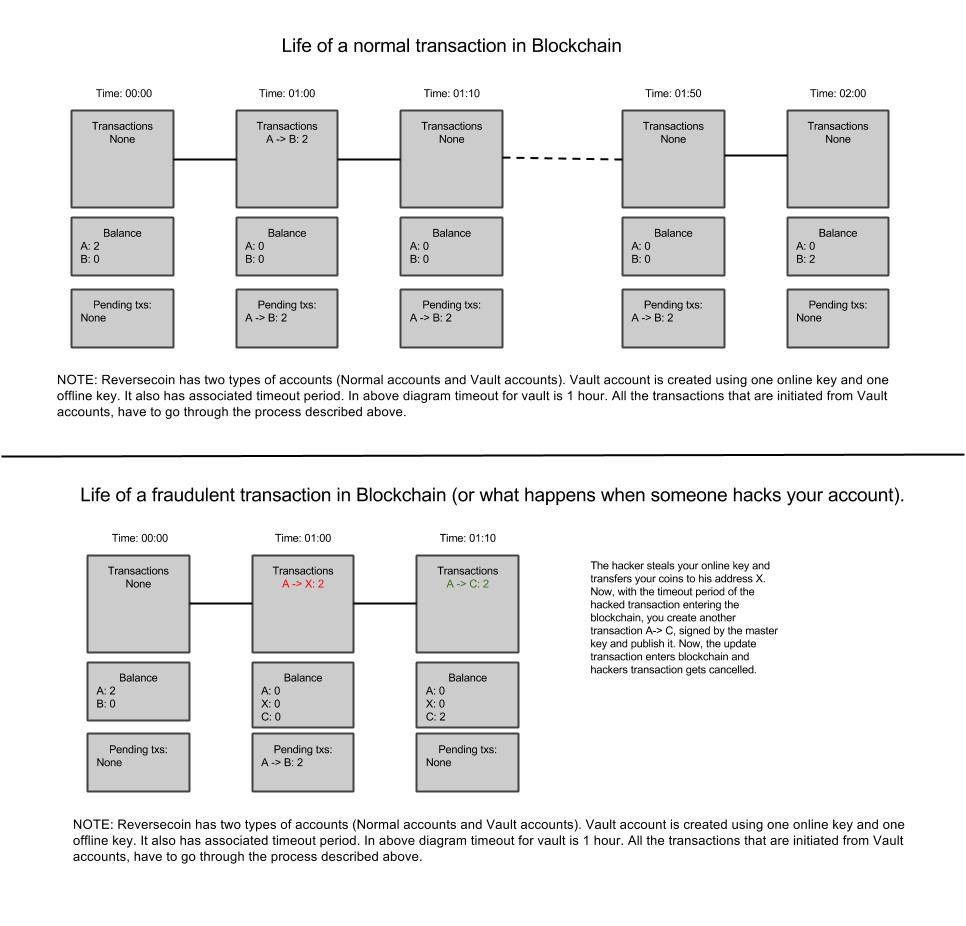 Life of a normal transaction in Blockchain
Time: 00:00
Time: 01:00
Time: 01:10
Time: 01:50
Time: 02:00
Transactions
None
Transactions
A -> B: 2
Transactions
None
Transactions
None
Transactions
None
Balance
A: 2
B: 0
Balance
A: 0
B: 0
Balance
A: 0
B: 0
Balance
A: 0
B: 0
Balance
A: 0
B: 2
Pending txs:
None
Pending txs:
A -> B: 2
Pending txs:
A -> B: 2
Pending txs:
A -> B: 2
Pending txs:
None
NOTE: Reversecoin has two types of accounts (Normal accounts and Vault accounts). Vault account is created using one online key and one
offline key. It also has associated timeout period. In above diagram timeout for vault is 1 hour. All the transactions that are initiated from Vault
accounts, have to go through the process described above.
Life of a fraudulent transaction in Blockchain (or what happens when someone hacks your account).
Time: 00:00
Time: 01:00
Time: 01:10
Transactions
None
Transactions
A -> X: 2
Transactions
A -> C: 2
Balance
A: 2
B: 0
Balance
A: 0
X: 0
C: 0
Balance
A: 0
X: 0
C: 2
Pending txs:
None
Pending txs:
A -> B: 2
Pending txs:
None
The hacker steals your online key and
transfers your coins to his address X.
Now, with the timeout period of the
hacked transaction entering the
blockchain, you create another
transaction A-> C, signed by the master
key and publish it. Now, the update
transaction enters blockchain and
hackers transaction gets cancelled.
NOTE: Reversecoin has two types of accounts (Normal accounts and Vault accounts). Vault account is created using one online key and one
offline key. It also has associated timeout period. In above diagram timeout for vault is 1 hour. All the transactions that are initiated from Vault
accounts, have to go through the process described above.